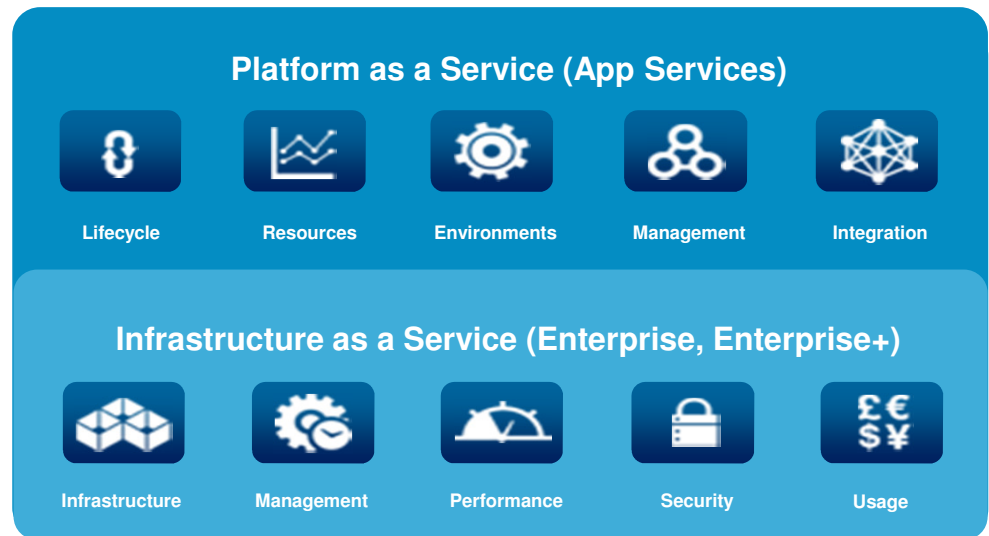 Platform as a Service (App Services)
Lifecycle Resources Environments Management Integration
Infrastructure as a Service (Enterprise, Enterprise+)
£ €
$ ¥
Infrastructure Management Performance Security Usage